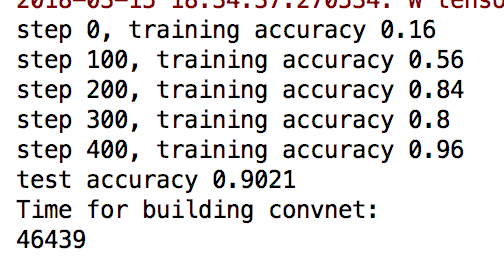 step 0, training accuracy 0.16
step 100, training accuracy 0.56
step 200, training accuracy 0.84
step 300, training accuracy 0.8
step 400, training accuracy 0.96
test accuracy 0.9021
Time for building convnet:
46439